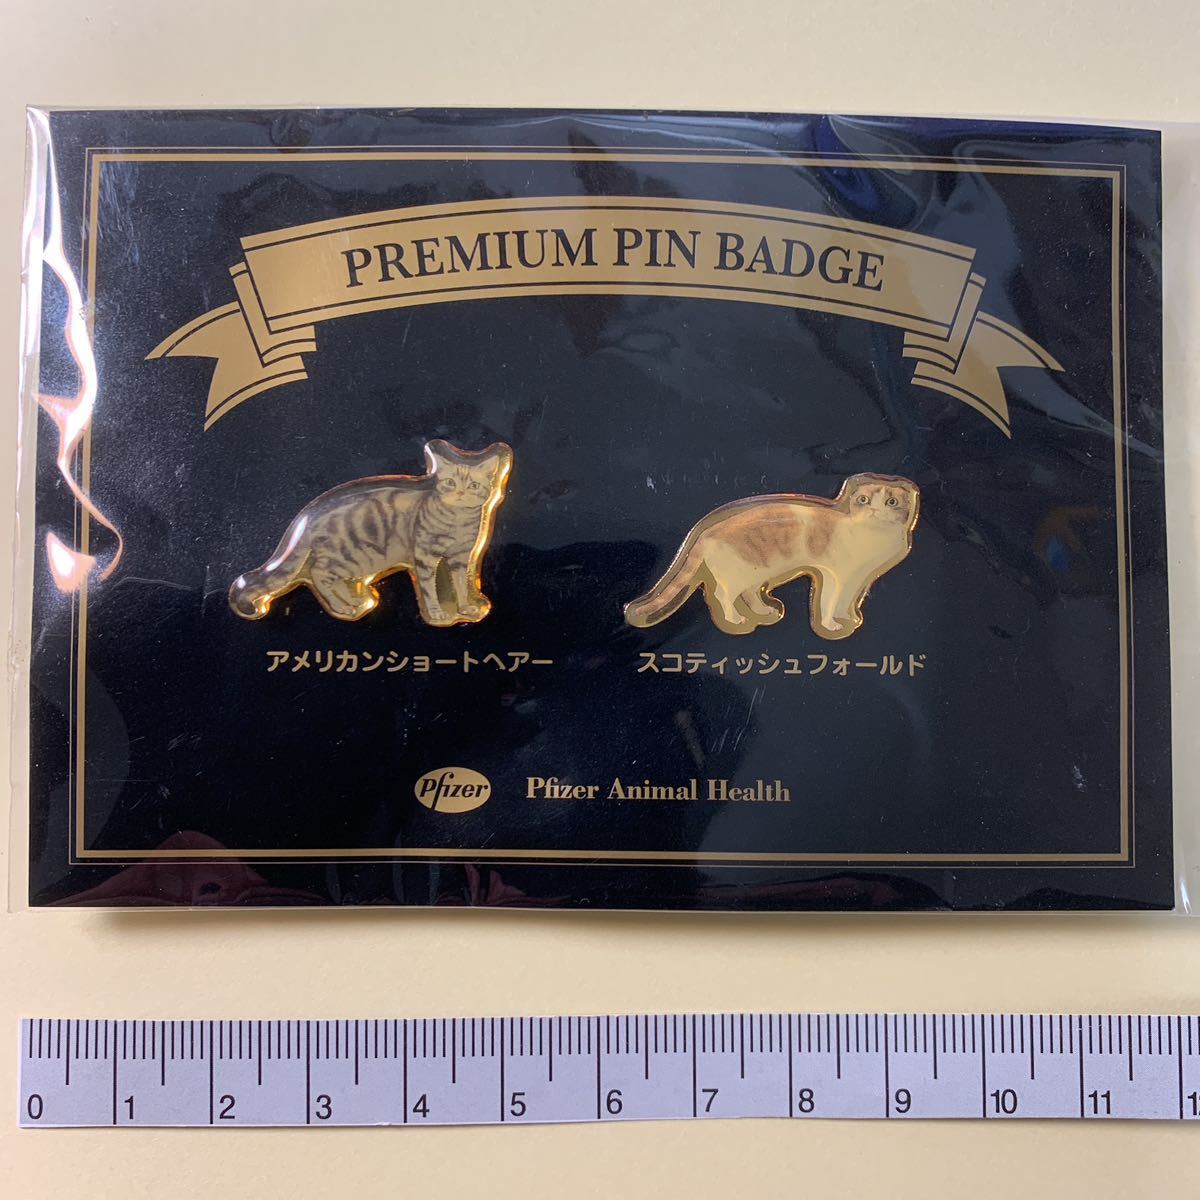 PREMIUM PIN BADGE
アメリカンショートヘアー
スコティッシュフォールド
Pfizer Pfizer Animal Health
0 1 2 3 4 5 6 7 8 9 10 11